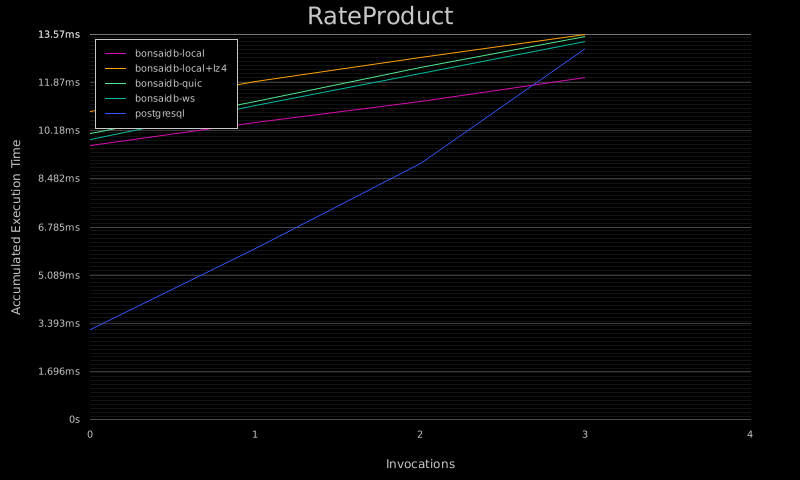 RateProduct
13.57ms
11.87ms
10.18ms
8.482ms
6.785ms
5.089ms
3.393ms
1.696ms
0s
Accumulated Execution Time
bonsaidb-local
bonsaidb-local+lz4
bonsaidb-quic
bonsaidb-ws
postgresql
0 1 2 3 4
Invocations